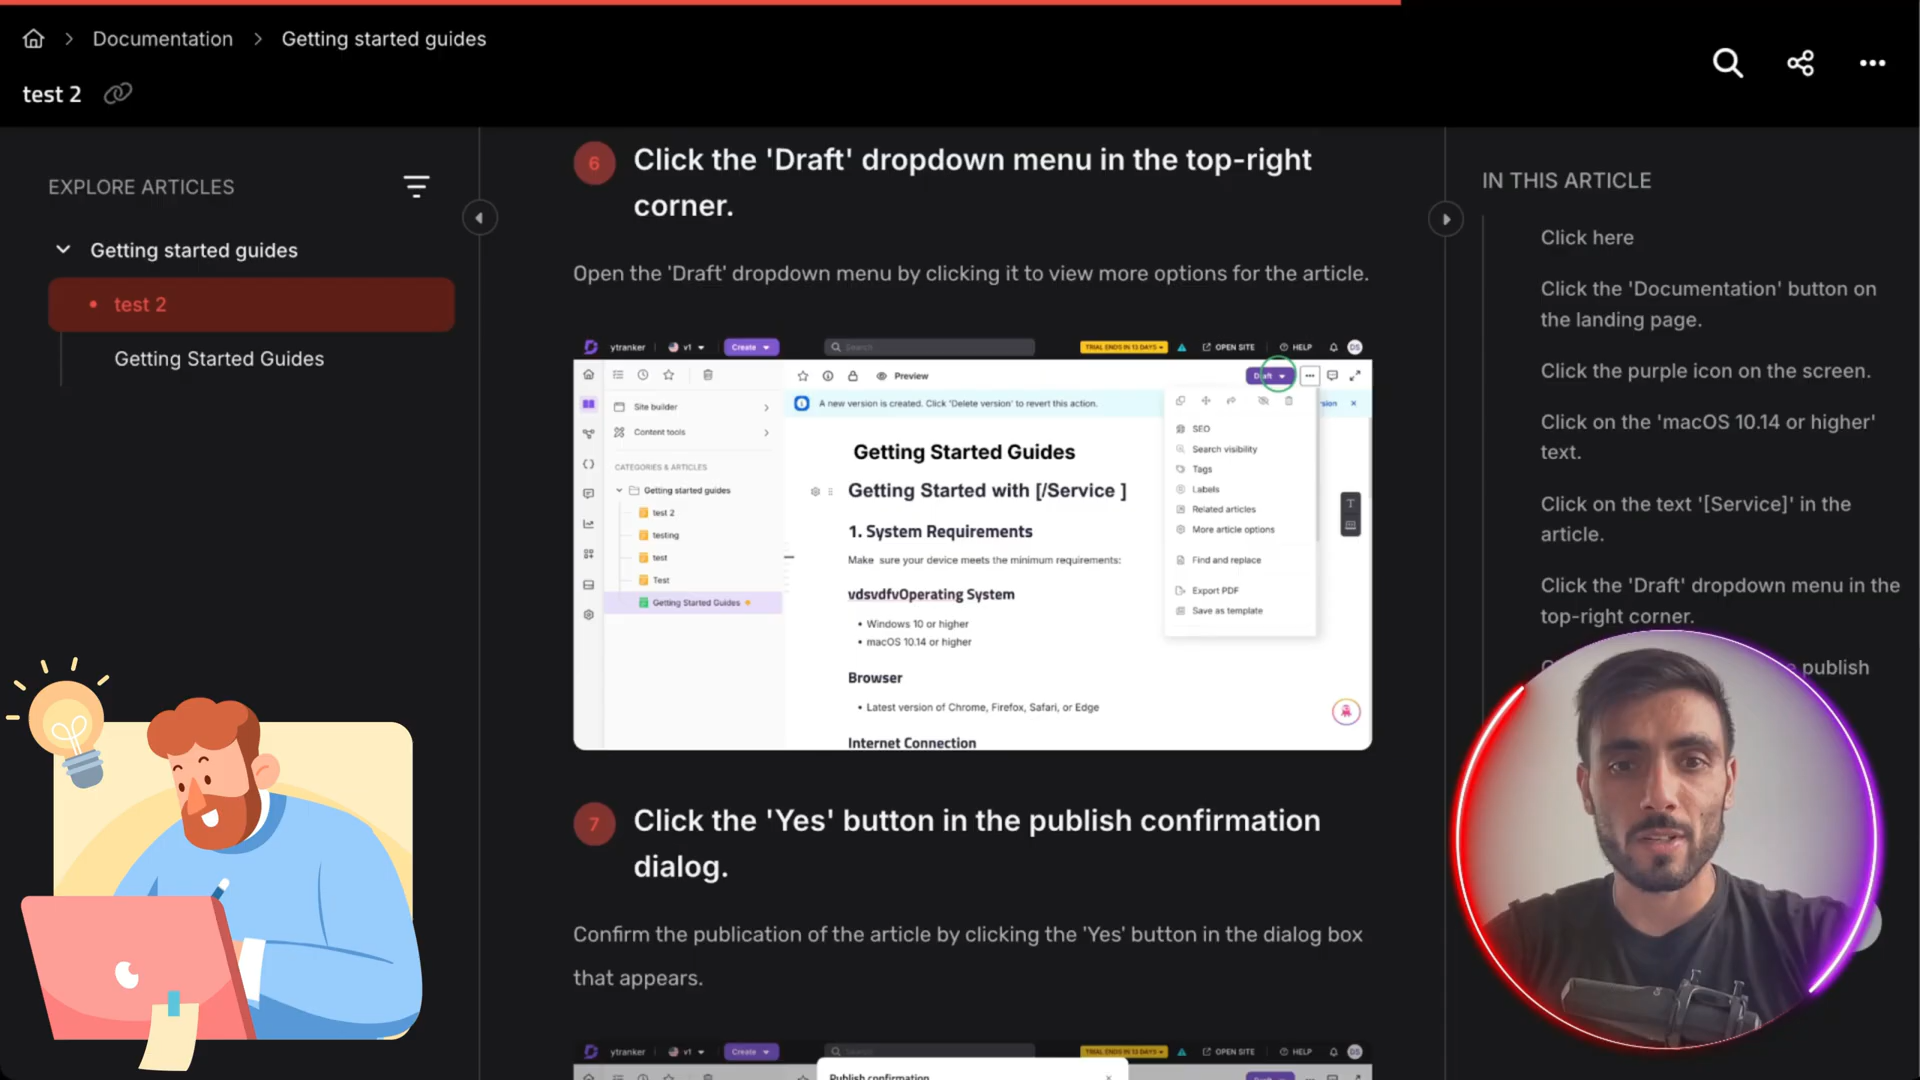 Documentation > Getting started guides
test 2
EXPLORE ARTICLES
Getting started guides
test 2
Getting Started Guides
6 Click the 'Draft' dropdown menu in the top-right
corner.
Open the 'Draft' dropdown menu by clicking it to view more options for the article.
ytranker v1 Create Search TRIAL ENDS IN 13 DAYS OPEN SITE HELP DS
Preview Draft
Site builder
Content tools
CATEGORIES & ARTICLES
Getting started guides
test 2
testing
test
Test
Getting Started Guides
A new version is created. Click 'Delete version' to revert this action.
Getting Started Guides
Getting Started with [/Service ]
1. System Requirements
Make sure your device meets the minimum requirements:
vdsvdfvOperating System
• Windows 10 or higher
• macOS 10.14 or higher
Browser
• Latest version of Chrome, Firefox, Safari, or Edge
Internet Connection
SEO
Search visibility
Tags
Labels
Related articles
More article options
Find and replace
Export PDF
Save as template
7 Click the 'Yes' button in the publish confirmation
dialog.
Confirm the publication of the article by clicking the 'Yes' button in the dialog box
that appears.
ytranker v1 Create Search TRIAL ENDS IN 13 DAYS OPEN SITE HELP DS
Publish confirmation
IN THIS ARTICLE
Click here
Click the 'Documentation' button on
the landing page.
Click the purple icon on the screen.
Click on the 'macOS 10.14 or higher'
text.
Click on the text '[Service]' in the
article.
Click the 'Draft' dropdown menu in the
top-right corner.
publish